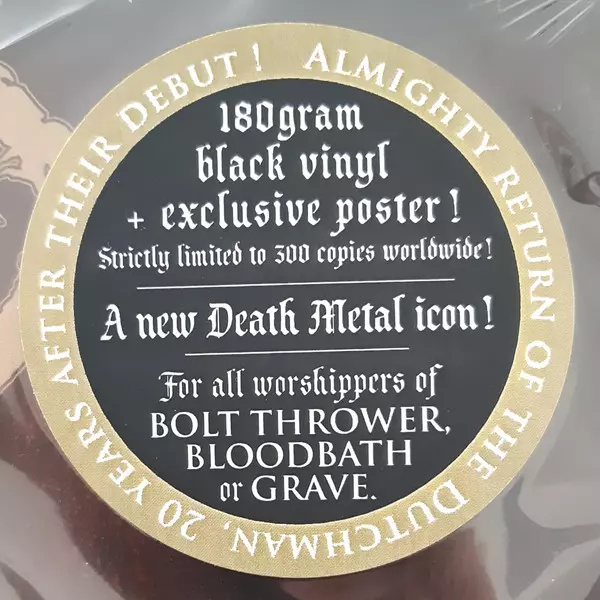 ALMIGHTY RETURN OF THE DUTCHMAN, 20 YEARS AFTER THEIR DEBUT!
180gram
black vinyl
+ exclusive poster!
Strictly limited to 300 copies worldwide!
A new Death Metal icon!
For all worshippers of
BOLT THROWER,
BLOODBATH
or GRAVE.